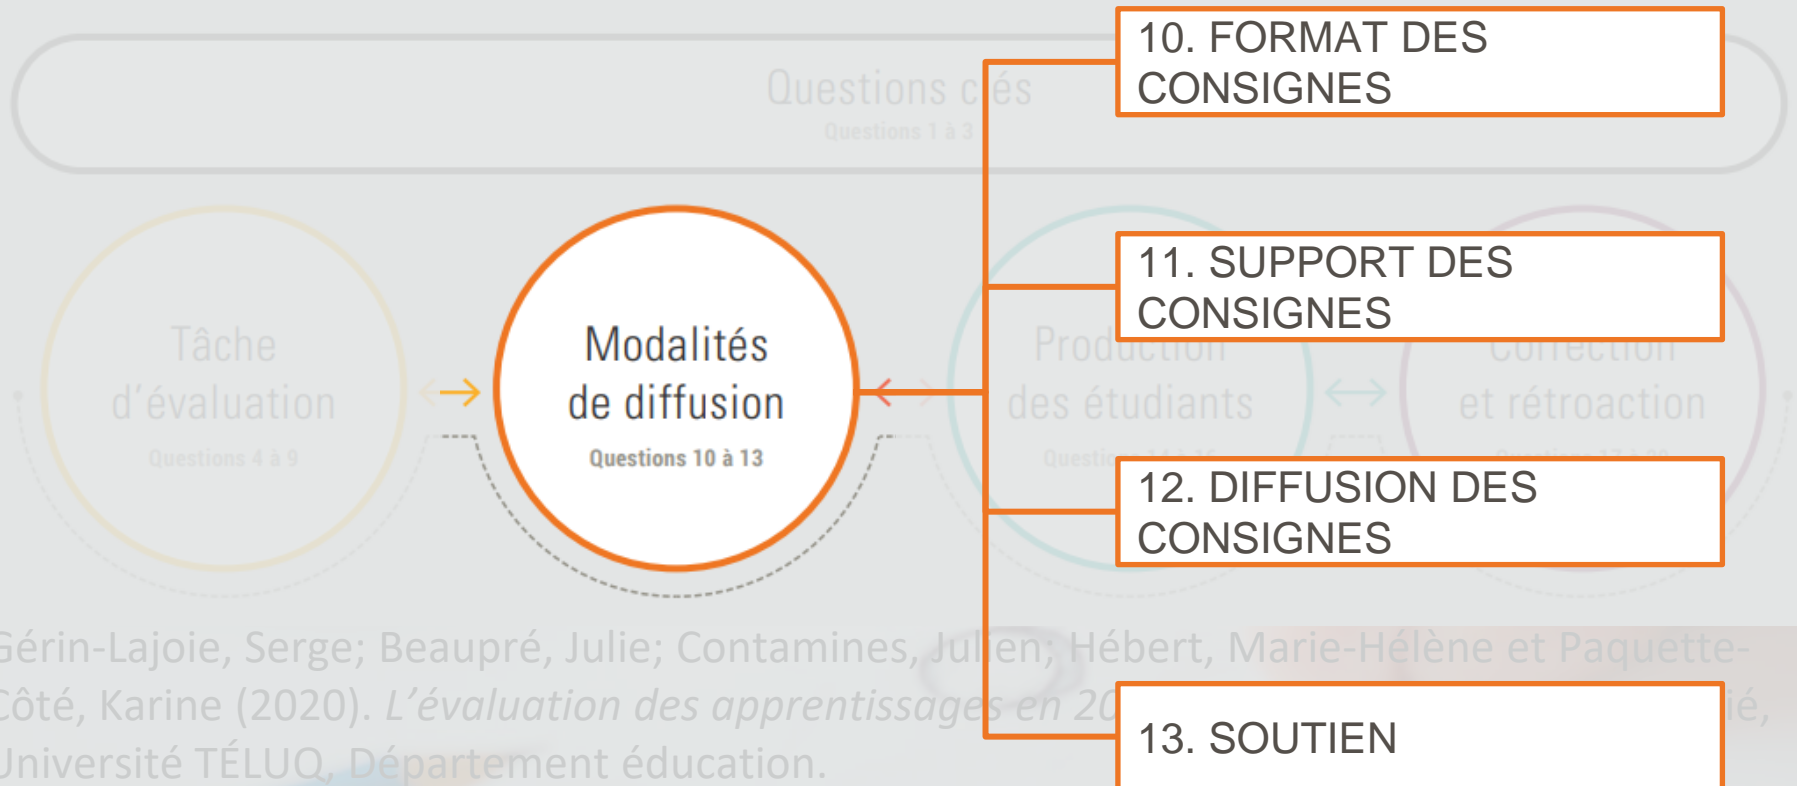 Questions clés
Questions 1 à 3
Tâche
d'évaluation
Questions 4 à 9
Modalités
de diffusion
Questions 10 à 13
Production
des étudiants
Correction
et rétroaction
10. FORMAT DES
CONSIGNES
11. SUPPORT DES
CONSIGNES
12. DIFFUSION DES
CONSIGNES
13. SOUTIEN
Gérin-Lajoie, Serge; Beaupré, Julie; Contamines, Julien; Hébert, Marie-Hélène et Paquette-
Côté, Karine (2020). L'évaluation des apprentissages en 20
Université TÉLUQ, Département éducation.